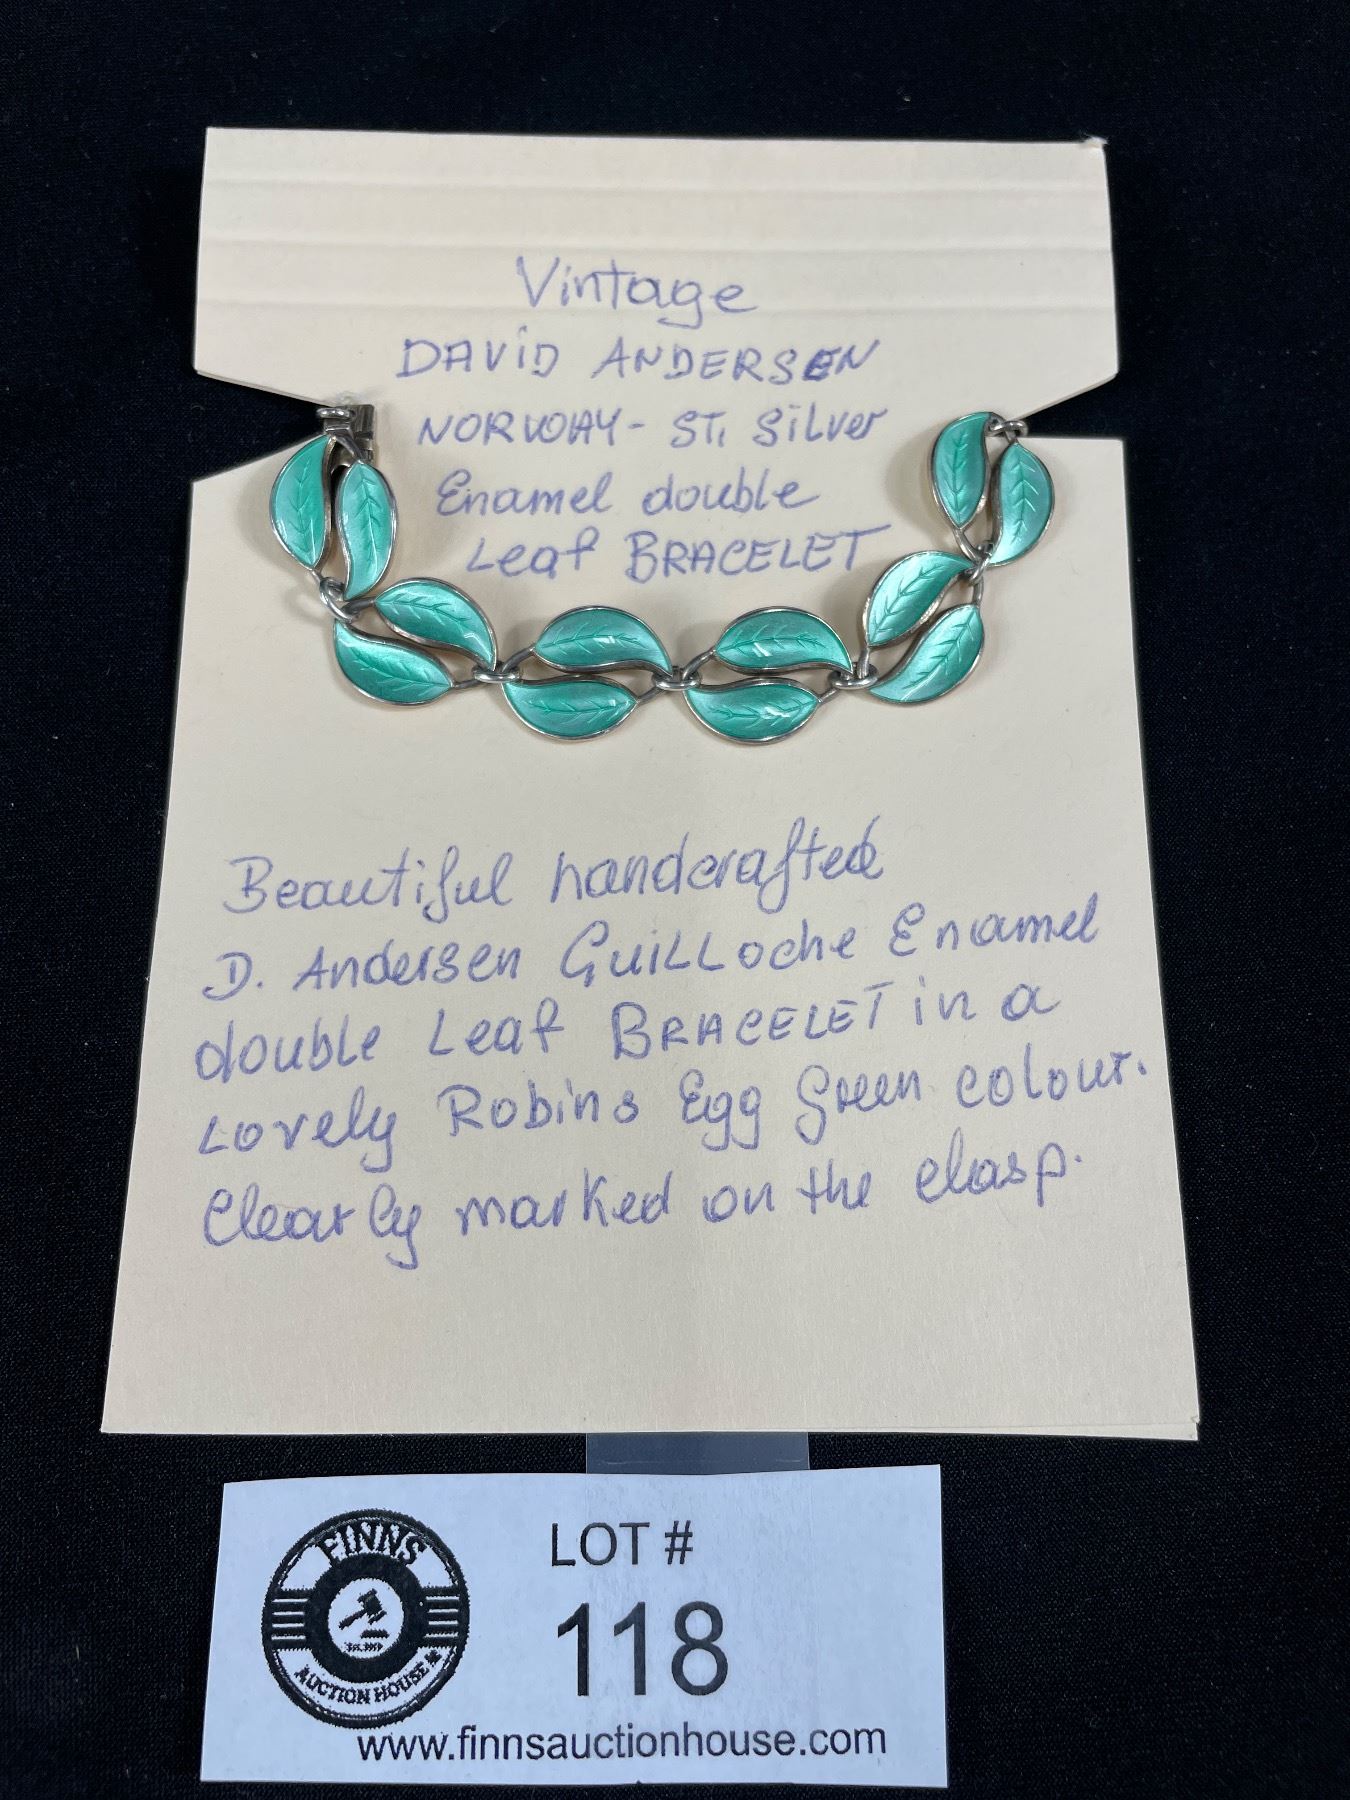 Vintage
DAViD ANDERSEN
NORWAY - ST. SiLver
Enamel double
Leaf BRACELET
Beautiful handcrafted
D. Andersen GuiLLoche Enamel
double Leaf BRACELET in a
Lovely Robins Egg Green colour.
Clearly marked on the clasp.
FINNS
AUCTION HOUSE
LOT #
118
www.finnsauctionhouse.com